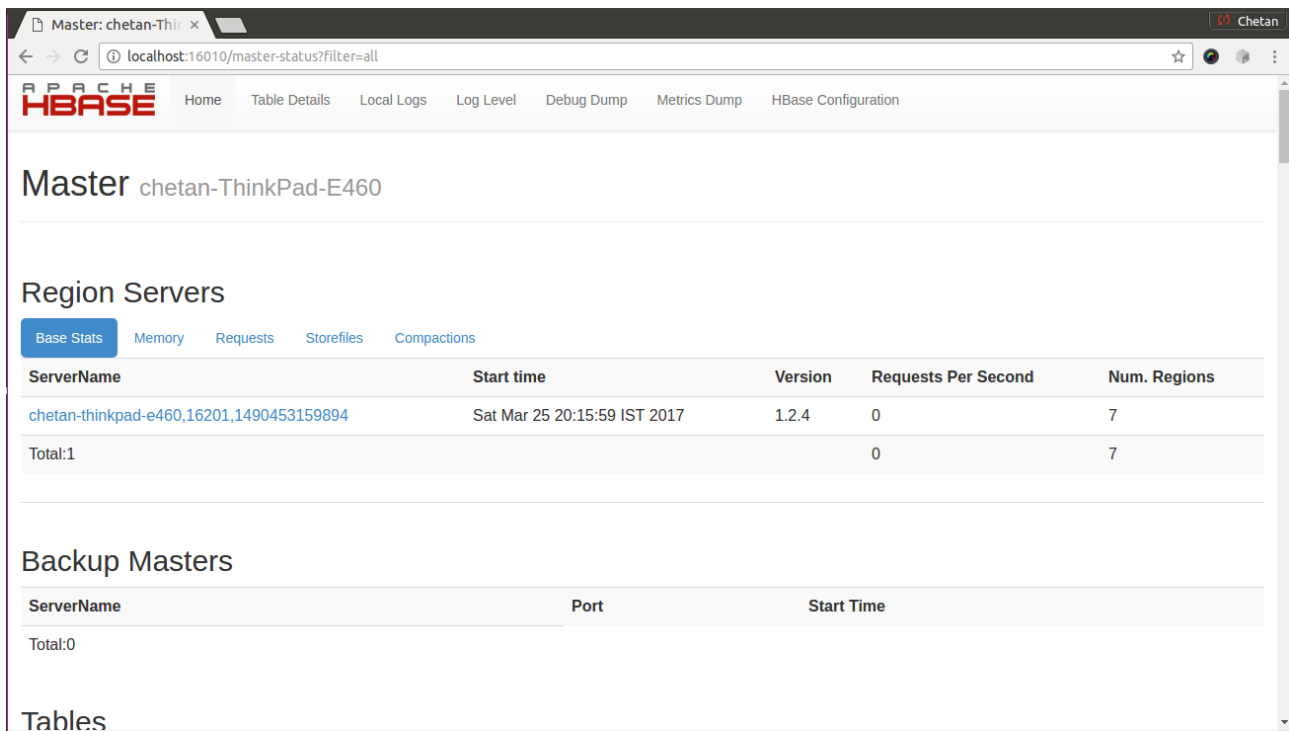 Master: chetan-Thin
Chetan
localhost:16010/master-status?filter=all
APACHE
HBASE
Home Table Details Local Logs Log Level Debug Dump Metrics Dump HBase Configuration
Master chetan-ThinkPad-E460
Region Servers
Base Stats Memory Requests Storefiles Compactions
ServerName Start time Version Requests Per Second Num. Regions
chetan-thinkpad-e460,16201,1490453159894 Sat Mar 25 20:15:59 IST 2017 1.2.4 0 7
Total:1 0 7
Backup Masters
ServerName Port Start Time
Total:0
Tables